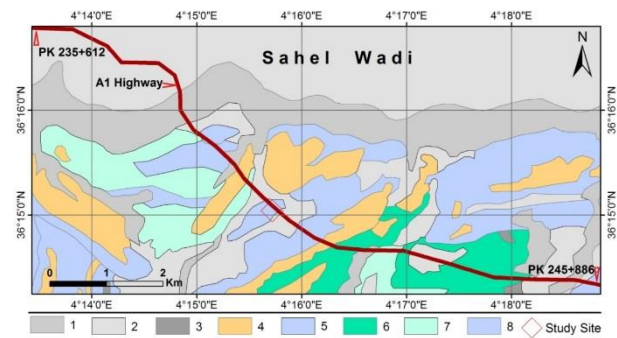 4°14'0"E 4°15'0"E 4°16'0"E 4°17'0"E 4°18'0"E
PK 235+612
Sahel Wadi
N
A1 Highway
36°16'0"N 36°16'0"N
36°15'0"N 36°15'0"N
PK 245+886
0 1 2
Km
4°14'0"E 4°15'0"E 4°16'0"E 4°17'0"E 4°18'0"E
1 2 3 4 5 6 7 8 Study Site